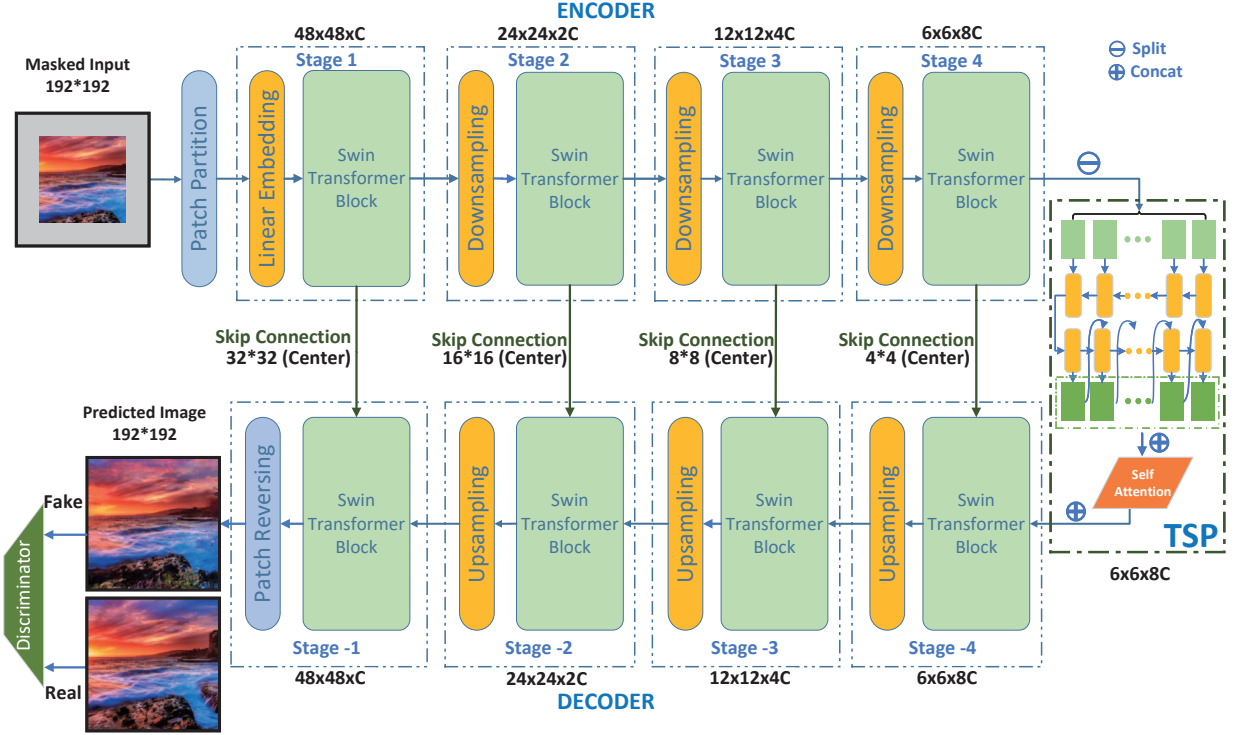 ENCODER
48x48xC
24x24x2C
12x12x4C
6x6x8C
Stage 1
Stage 2
Stage 3
Stage 4
Split
Concat
Masked Input
192*192
Patch Partition
Linear Embedding
Swin
Transformer
Block
Downsampling
Swin
Transformer
Block
Downsampling
Swin
Transformer
Block
Downsampling
Swin
Transformer
Block
Skip Connection
32*32 (Center)
Skip Connection
16*16 (Center)
Skip Connection
8*8 (Center)
Skip Connection
4*4 (Center)
Self
Attention
TSP
6x6x8C
Predicted Image
192*192
Fake
Discriminator
Real
Patch Reversing
Swin
Transformer
Block
Upsampling
Swin
Transformer
Block
Upsampling
Swin
Transformer
Block
Upsampling
Swin
Transformer
Block
Stage -1
Stage -2
Stage -3
Stage -4
48x48xC
24x24x2C
12x12x4C
6x6x8C
DECODER